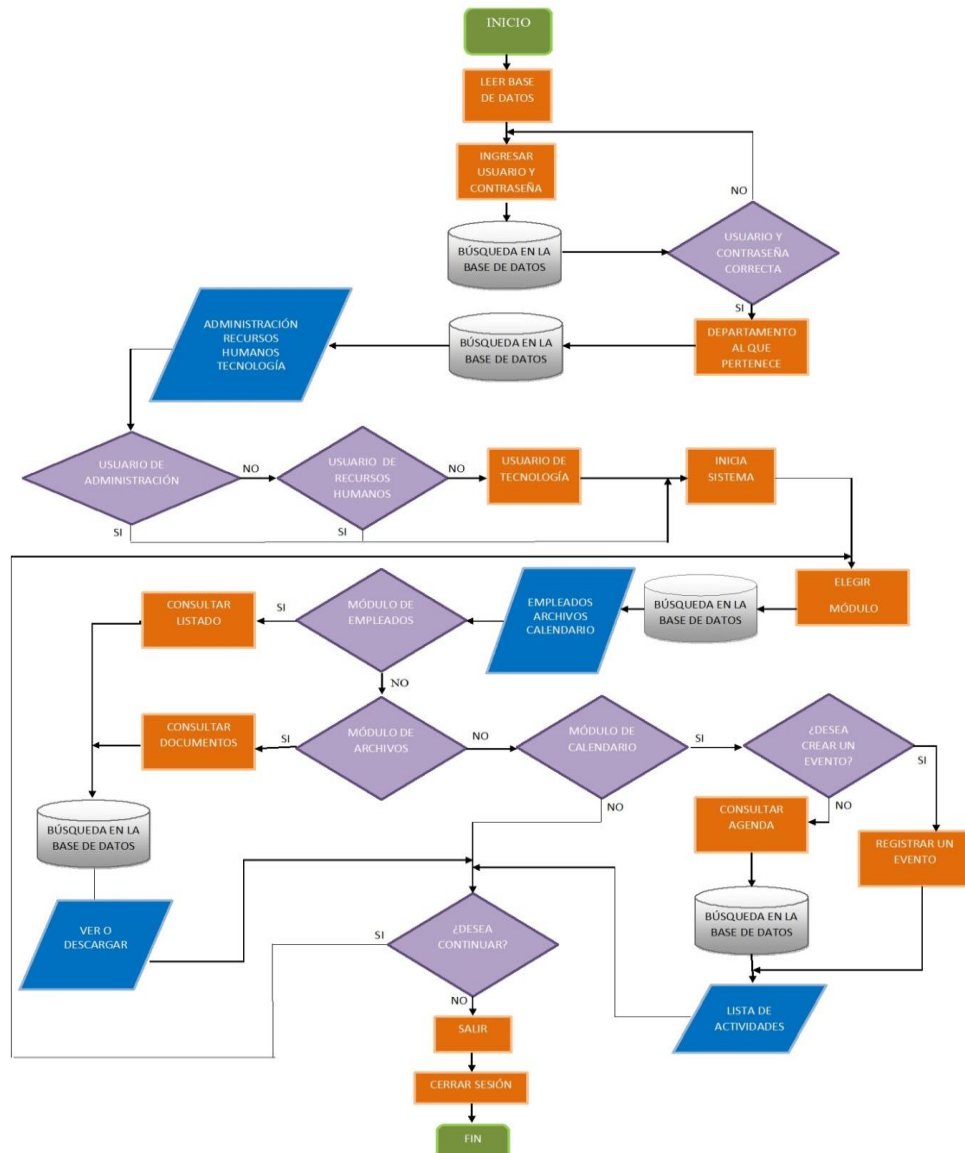 INICIO
LEER BASE
DE DATOS
INGRESAR
USUARIO Y
CONTRASEÑA
NO
BÚSQUEDA EN LA
BASE DE DATOS
USUARIO Y
CONTRASEÑA
CORRECTA
SI
DEPARTAMENTO
AL QUE
PERTENECE
BÚSQUEDA EN LA
BASE DE DATOS
ADMINISTRACIÓN
RECURSOS
HUMANOS
TECNOLOGÍA
USUARIO DE
ADMINISTRACIÓN
NO
SI
USUARIO DE
RECURSOS
HUMANOS
NO
SI
USUARIO DE
TECNOLOGÍA
INICIA
SISTEMA
ELEGIR
MÓDULO
BÚSQUEDA EN LA
BASE DE DATOS
EMPLEADOS
ARCHIVOS
CALENDARIO
MÓDULO DE
EMPLEADOS
SI
CONSULTAR
LISTADO
NO
MÓDULO DE
ARCHIVOS
SI
CONSULTAR
DOCUMENTOS
NO
MÓDULO DE
CALENDARIO
SI
NO
¿DESEA
CREAR UN
EVENTO?
SI
NO
CONSULTAR
AGENDA
REGISTRAR UN
EVENTO
BÚSQUEDA EN LA
BASE DE DATOS
BÚSQUEDA EN LA
BASE DE DATOS
VER O
DESCARGAR
SI
¿DESEA
CONTINUAR?
NO
LISTA DE
ACTIVIDADES
SALIR
CERRAR SESIÓN
FIN